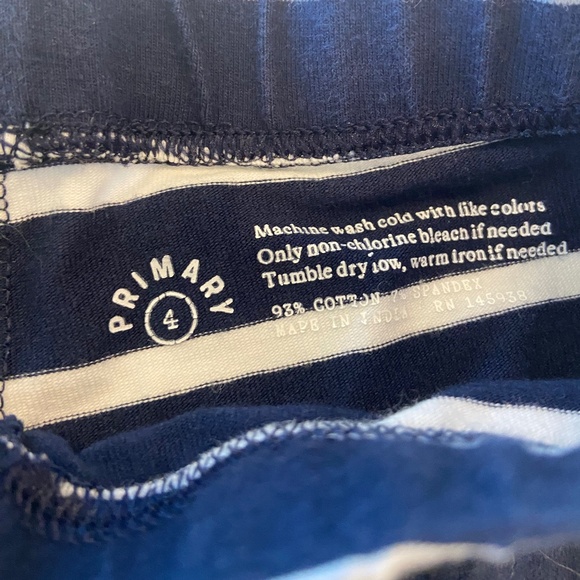 PRIMARY
4
Machine wash cold with like colors
Only non-chlorine bleach if needed
Tumble dry low, warm iron if needed
93% COTTON 7% SPANDEX
MADE IN INDIA RN 145938